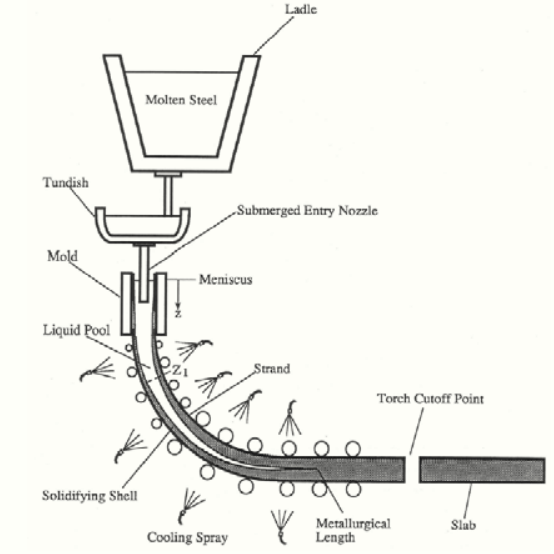 Ladle
Molten Steel
Tundish
Submerged Entry Nozzle
Mold
Meniscus
z
Liquid Pool
Z1
Strand
Torch Cutoff Point
Solidifying Shell
Cooling Spray
Metallurgical
Length
Slab